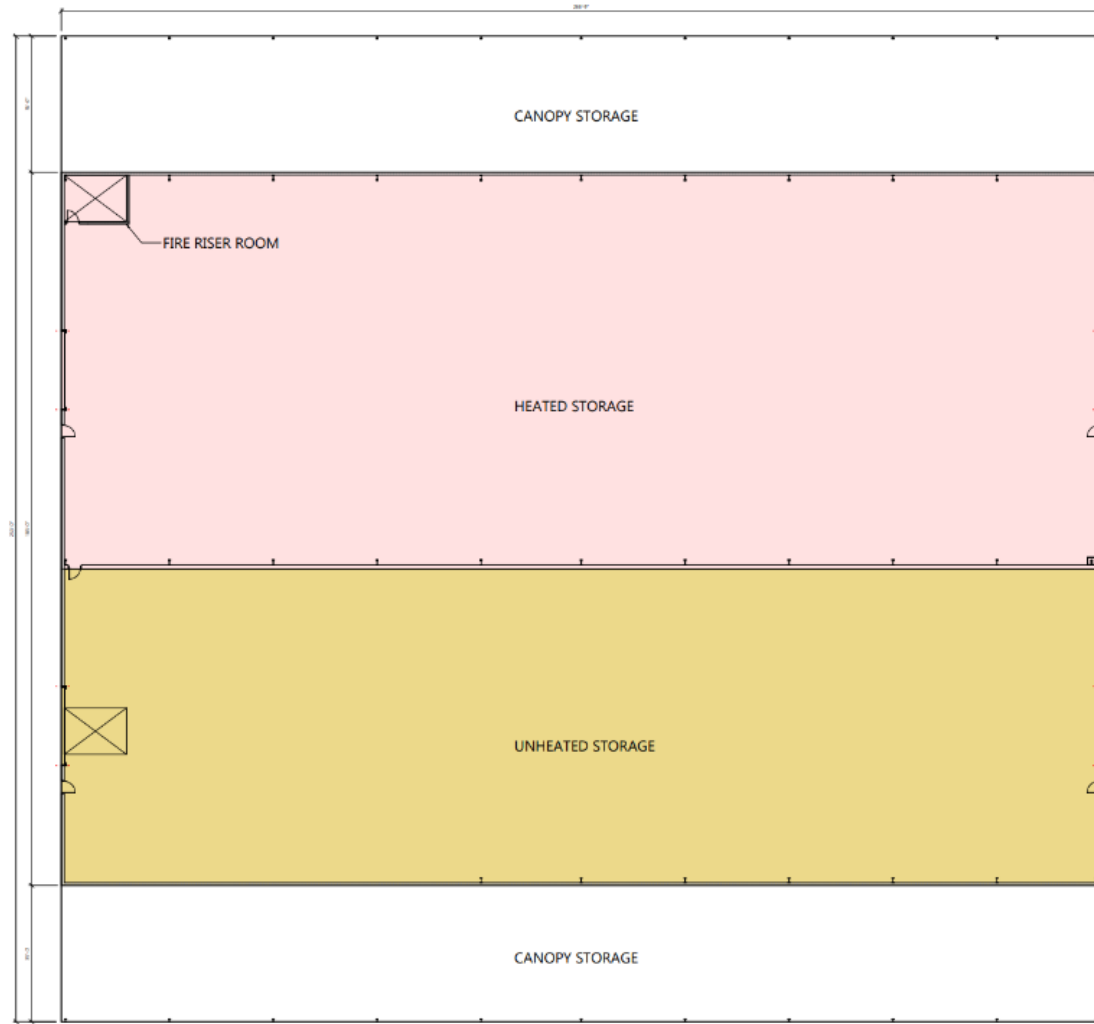 CANOPY STORAGE
FIRE RISER ROOM
HEATED STORAGE
UNHEATED STORAGE
CANOPY STORAGE